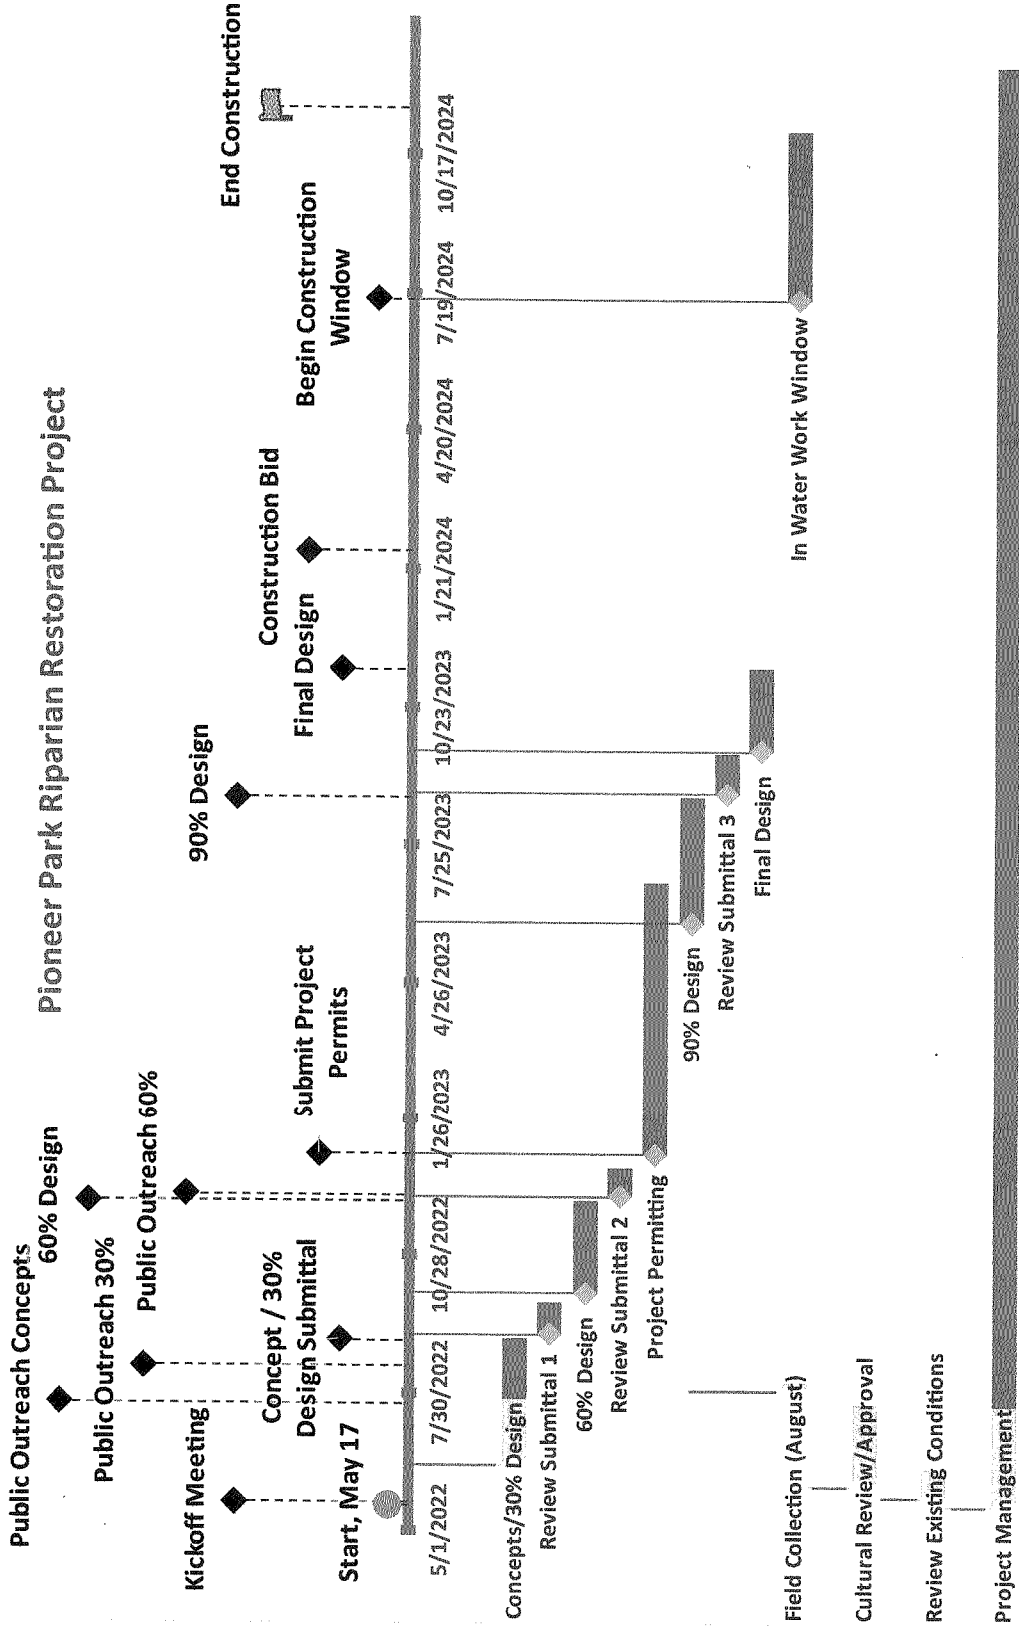 Pioneer Park Riparian Restoration Project
Public Outreach Concepts
60% Design
Public Outreach 30%
Public Outreach 60%
90% Design
Kickoff Meeting
End Construction
Concept / 30%
Design Submittal
Construction Bid
Submit Project
Permits
Final Design
Begin Construction
Window
Start, May 17
5/1/2022
7/30/2022
10/28/2022
1/26/2023
4/26/2023
7/25/2023
10/23/2023
1/21/2024
4/20/2024
7/19/2024
10/17/2024
Concepts/30% Design
Review Submittal 1
60% Design
Review Submittal 2
Project Permitting
90% Design
Review Submittal 3
Final Design
In Water Work Window
Field Collection (August)
Cultural Review/Approval
Review Existing Conditions
Project Management